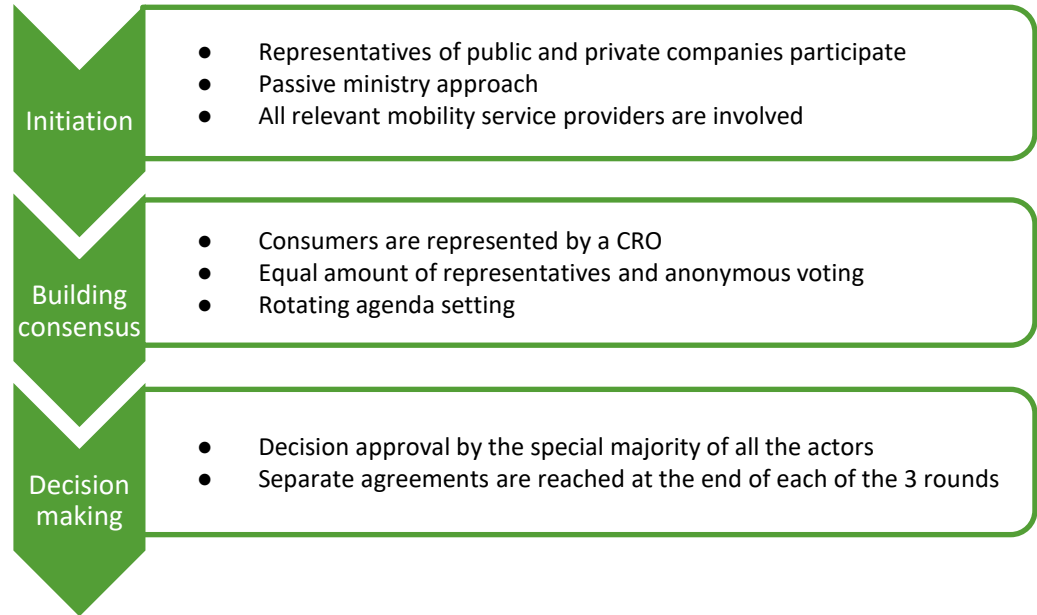 Initiation
● Representatives of public and private companies participate
● Passive ministry approach
● All relevant mobility service providers are involved
Building
consensus
● Consumers are represented by a CRO
● Equal amount of representatives and anonymous voting
● Rotating agenda setting
Decision
making
● Decision approval by the special majority of all the actors
● Separate agreements are reached at the end of each of the 3 rounds